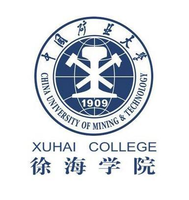 中国矿业大学
CHINA UNIVERSITY OF MINING & TECHNOLOGY
1909
XUHAI COLLEGE
徐海学院